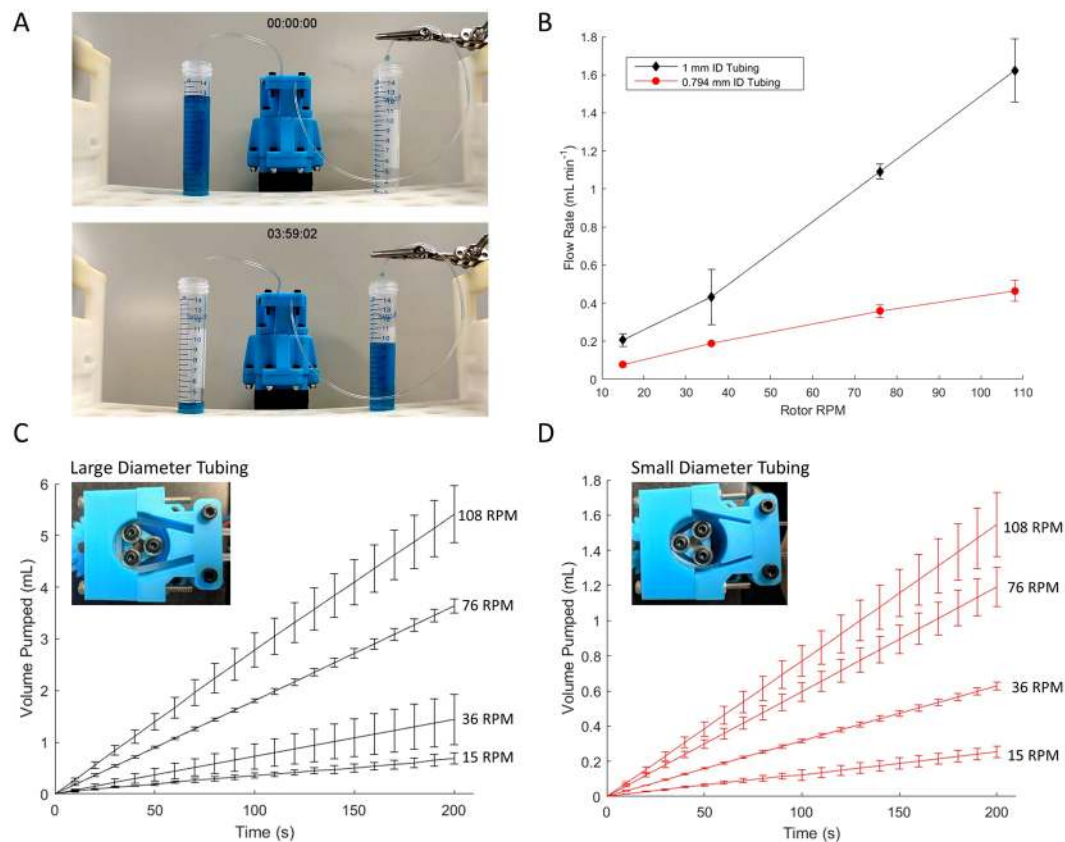 A
00:00:00
03:59:02
B
1.8
1.6
1.4
1.2
1
0.8
0.6
0.4
0.2
0
Flow Rate (mL min⁻¹)
1 mm ID Tubing
0.794 mm ID Tubing
10 20 30 40 50 60 70 80 90 100 110
Rotor RPM
C
Large Diameter Tubing
6
5
4
3
2
1
0
Volume Pumped (mL)
108 RPM
76 RPM
36 RPM
15 RPM
0 50 100 150 200
Time (s)
D
Small Diameter Tubing
1.8
1.6
1.4
1.2
1
0.8
0.6
0.4
0.2
0
Volume Pumped (mL)
108 RPM
76 RPM
36 RPM
15 RPM
0 50 100 150 200
Time (s)